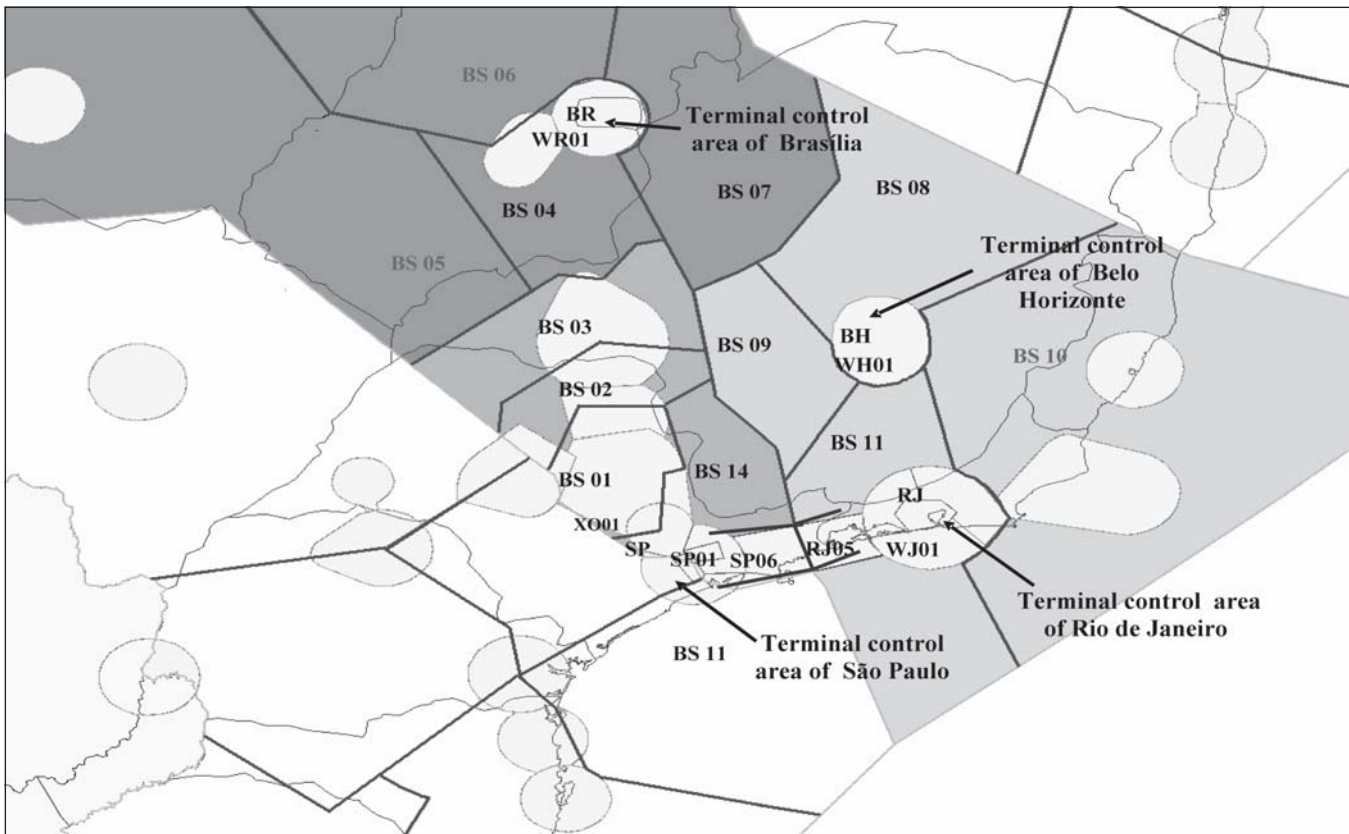 BS 06
BR
WR01
Terminal control
area of Brasília
BS 07
BS 08
BS 04
BS 05
Terminal control
area of Belo
Horizonte
BS 03
BS 09
BH
WH01
BS 10
BS 02
BS 11
BS 01
BS 14
XO01
RJ
SP
SP01
SP06
RJ05
WJ01
Terminal control area
of Rio de Janeiro
BS 11
Terminal control
area of São Paulo